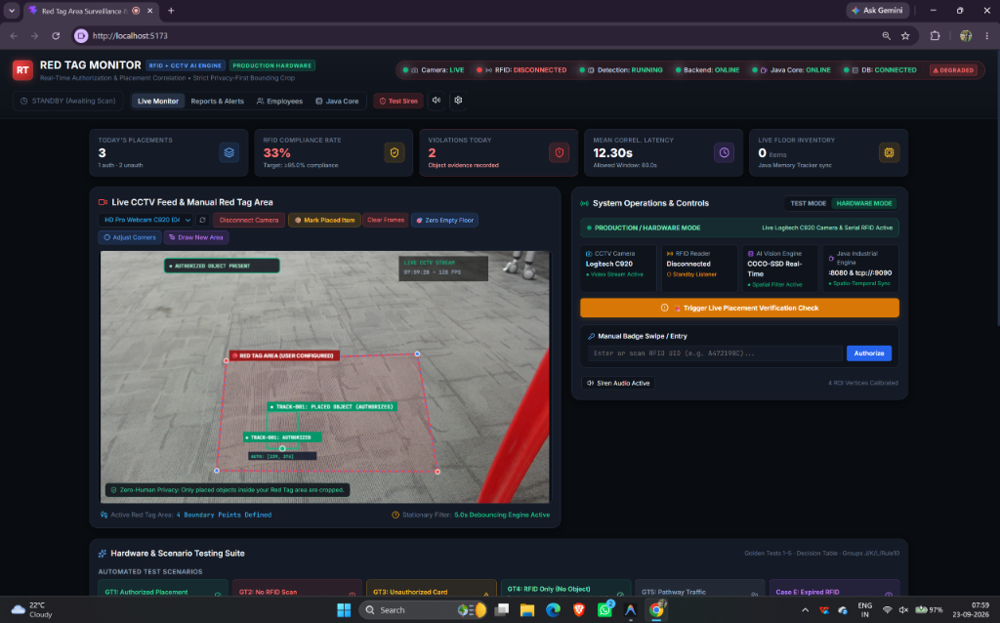 Red Tag Area Surveillance
Ask Gemini
http://localhost:5173
RT
RED TAG MONITOR
RFID + CCTV AI ENGINE
PRODUCTION HARDWARE
Real-Time Authorization & Placement Correlation • Strict Privacy-First Bounding Crop
Camera: LIVE
RFID: DISCONNECTED
Detection: RUNNING
Backend: ONLINE
Java Core: ONLINE
DB: CONNECTED
DEGRADED
STANDBY (Awaiting Scan)
Live Monitor
Reports & Alerts
Employees
Java Core
Test Siren
TODAY'S PLACEMENTS
3
1 auth · 2 unauth
RFID COMPLIANCE RATE
33%
Target: ≥95.0% compliance
VIOLATIONS TODAY
2
Object evidence recorded
MEAN CORREL. LATENCY
12.30s
Allowed Window: 60.0s
LIVE FLOOR INVENTORY
0 items
Java Memory Tracker sync
Live CCTV Feed & Manual Red Tag Area
HD Pro Webcam C920 (04
Disconnect Camera
Mark Placed Item
Clear Frames
Zero Empty Floor
Adjust Corners
Draw New Area
AUTHORIZED OBJECT PRESENT
LIVE CCTV STREAM
RED TAG AREA (USER CONFIGURED)
TRACK-001: PLACED OBJECT (AUTHORIZED)
TRACK-001: AUTHORIZED
Zero-Human Privacy: Only placed objects inside your Red Tag area are cropped.
Active Red Tag Area: 4 Boundary Points Defined
Stationary Filter: 5.0s Debouncing Engine Active
System Operations & Controls
TEST MODE
HARDWARE MODE
PRODUCTION / HARDWARE MODE
Live Logitech C920 Camera & Serial RFID Active
CCTV Camera
Logitech C920
Video Stream Active
RFID Reader
Disconnected
Standby Listener
AI Vision Engine
COCO-SSD Real-
Time
Spatial Filter Active
Java Industrial
Engine
:8080 & tcp://:9090
Spatio-Temporal Sync
Trigger Live Placement Verification Check
Manual Badge Swipe / Entry
Enter or scan RFID UID (e.g. A472198C)...
Authorize
Siren Audio Active
4 ROI Vertices Calibrated
Hardware & Scenario Testing Suite
Golden Tests 1-5 · Decision Table · Groups J/K/L/Rule10
AUTOMATED TEST SCENARIOS
GT1: Authorized Placement
GT2: No RFID Scan
GT3: Unauthorized Card
GT4: RFID Only (No Object)
GT5: Pathway Traffic
Case E: Expired RFID
22°C
Cloudy
Search
ENG
IN
97%
07:59
23-09-2026